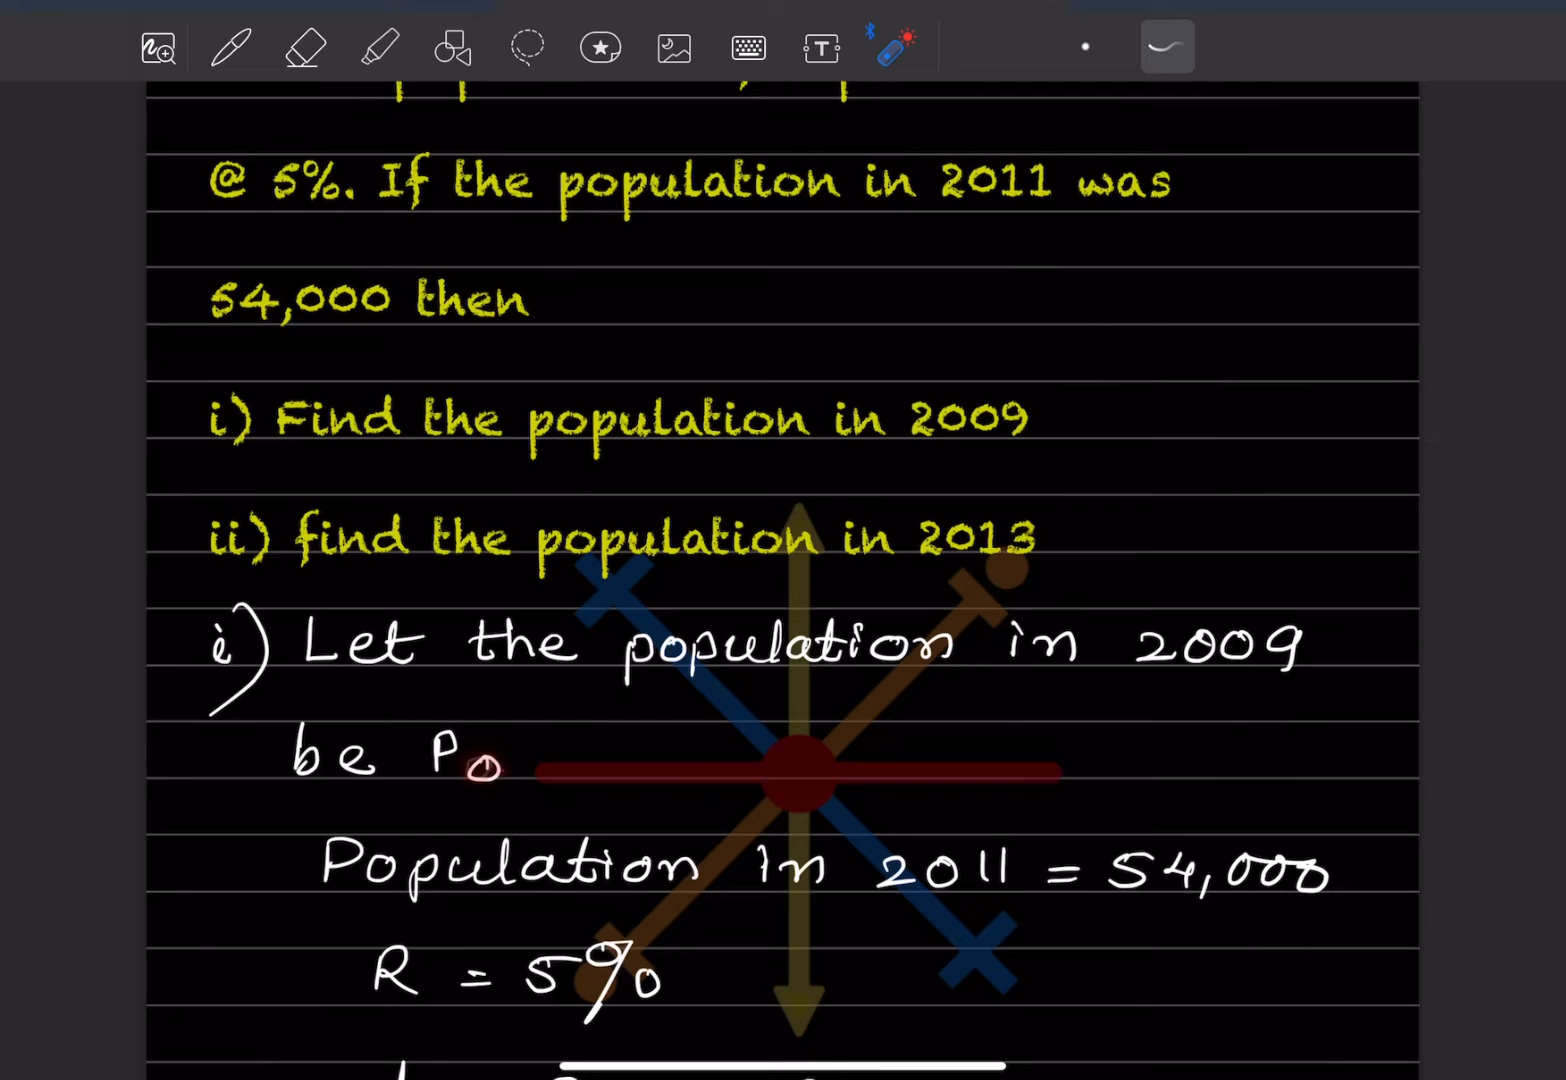 @ 5%. If the population in 2011 was
54,000 then
i) Find the population in 2009
ii) find the population in 2013
i) Let the population in 2009
be P0
Population in 2011 = 54,000
R = 5%